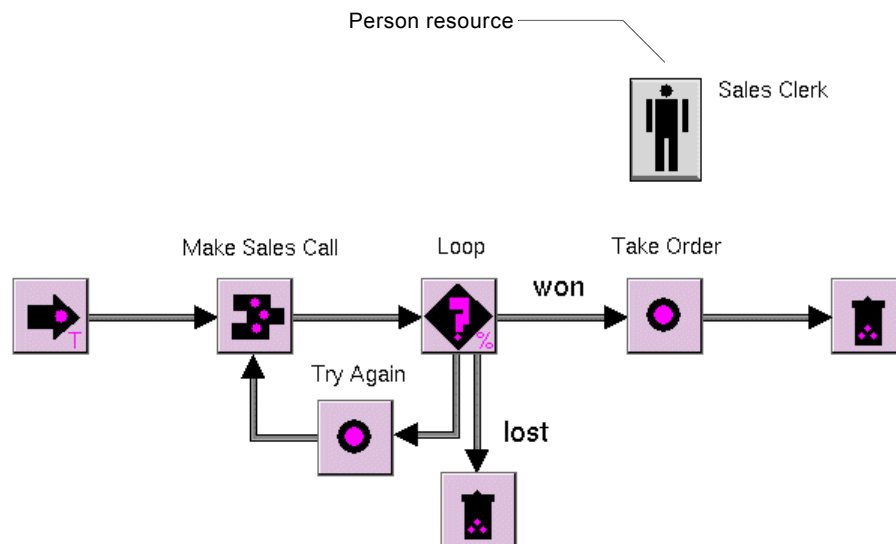 Person resource
Sales Clerk
Make Sales Call
Loop
Take Order
won
T
%
Try Again
lost